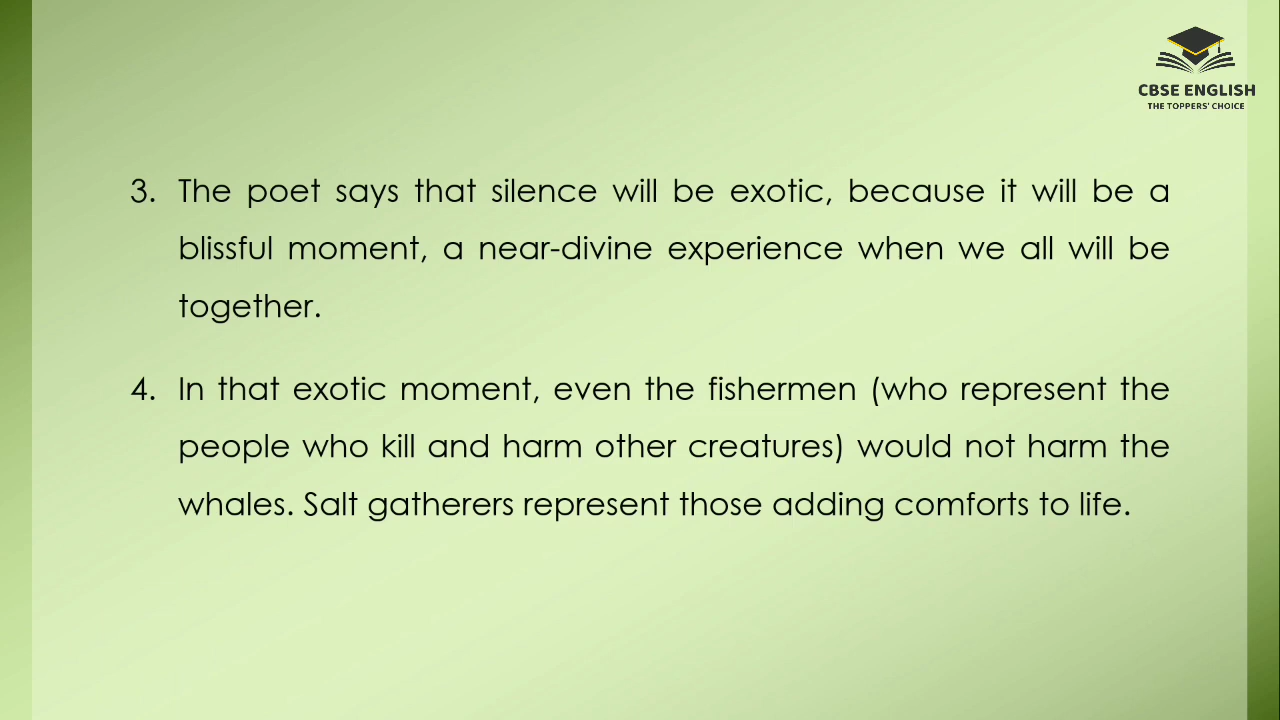 CBSE ENGLISH
THE TOPPERS' CHOICE
3. The poet says that silence will be exotic, because it will be a
blissful moment, a near-divine experience when we all will be
together.
4. In that exotic moment, even the fishermen (who represent the
people who kill and harm other creatures) would not harm the
whales. Salt gatherers represent those adding comforts to life.